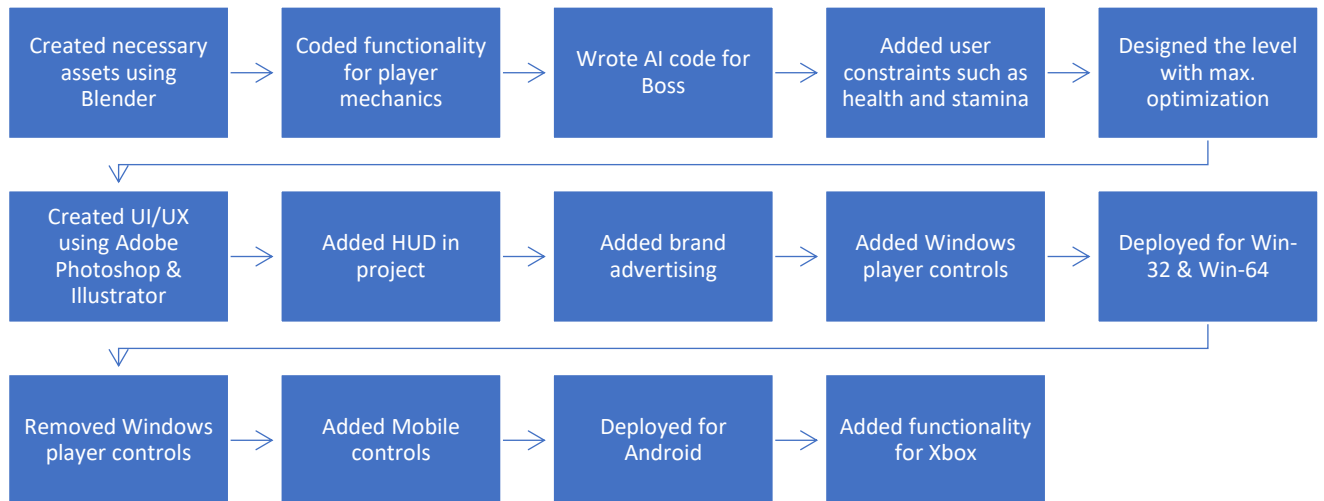 Created necessary
assets using
Blender
Coded functionality
for player
mechanics
Wrote AI code for
Boss
Added user
constraints such as
health and stamina
Designed the level
with max.
optimization
Created UI/UX
using Adobe
Photoshop &
Illustrator
Added HUD in
project
Added brand
advertising
Added Windows
player controls
Deployed for Win-
32 & Win-64
Removed Windows
player controls
Added Mobile
controls
Deployed for
Android
Added functionality
for Xbox